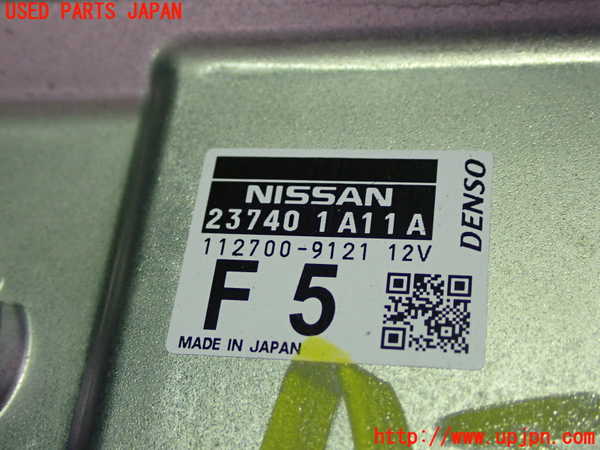 USED PARTS JAPAN
NISSAN
23740 1A11A
112700-9121 12V
DENSO
F 5
MADE IN JAPAN
http://www.upjpn.com/